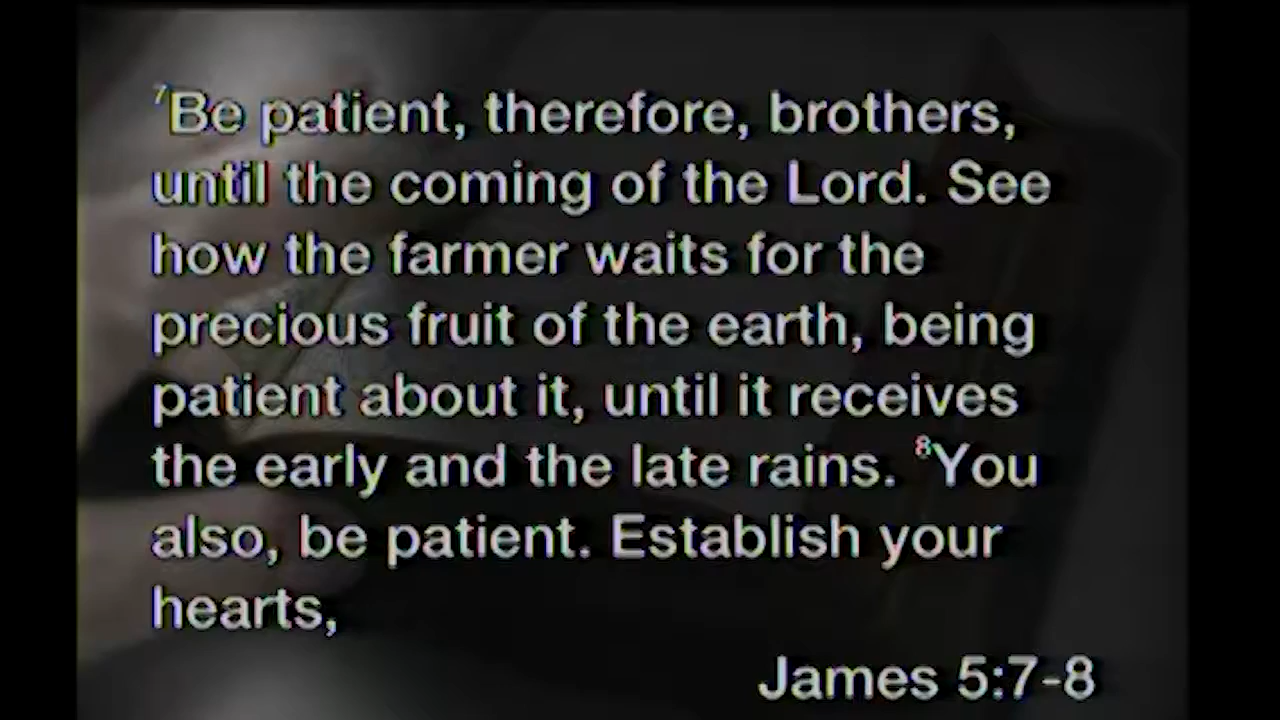 ⁷Be patient, therefore, brothers,
until the coming of the Lord. See
how the farmer waits for the
precious fruit of the earth, being
patient about it, until it receives
the early and the late rains. ⁸You
also, be patient. Establish your
hearts,
James 5:7-8